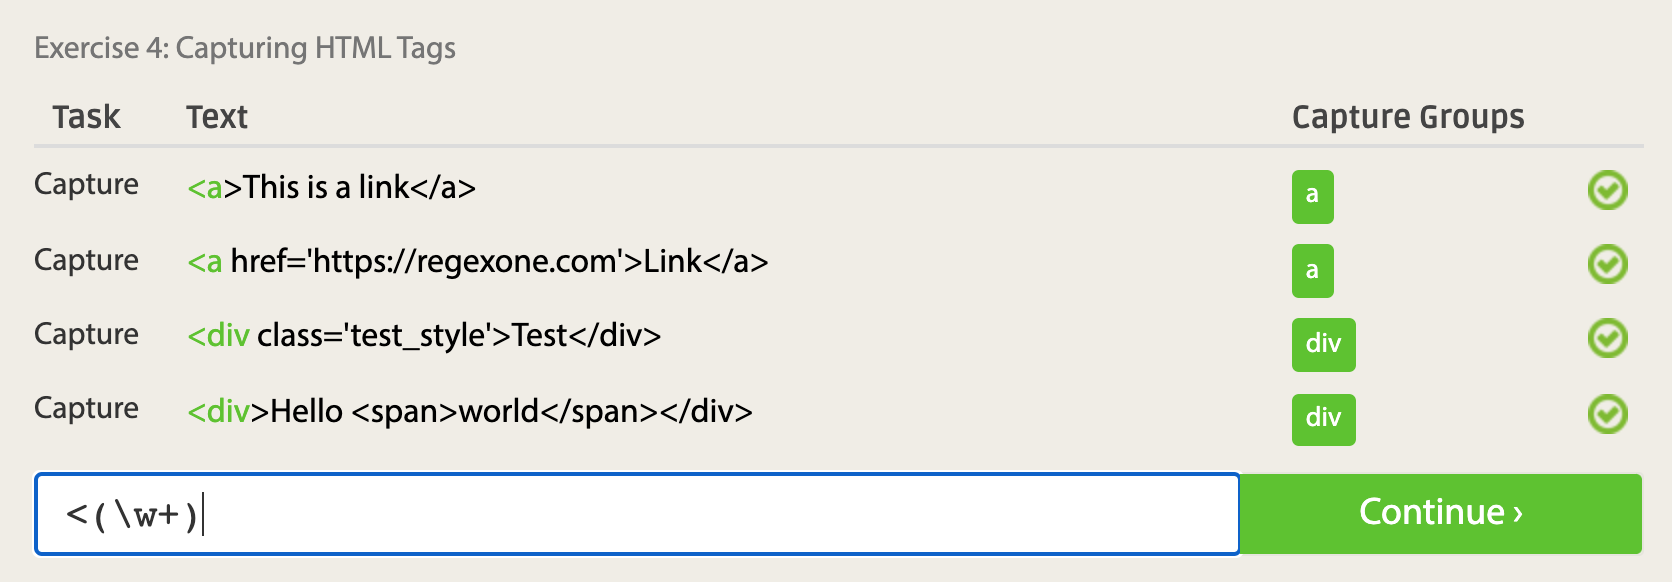 Exercise 4: Capturing HTML Tags
Task Text Capture Groups
Capture <a>This is a link</a> a
Capture <a href='https://regexone.com'>Link</a> a
Capture <div class='test_style'>Test</div> div
Capture <div>Hello <span>world</span></div> div
<(\w+) Continue ›